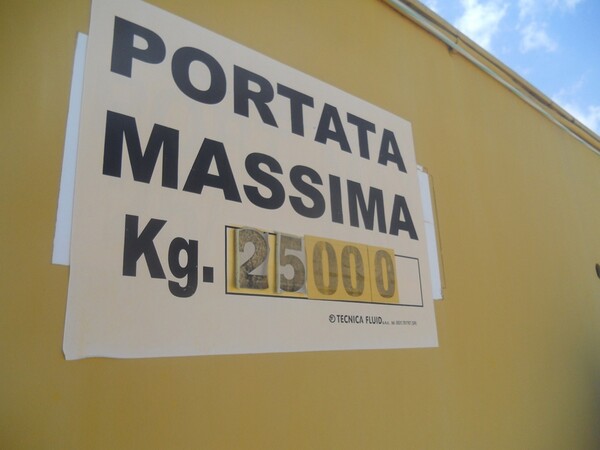 PORTATA
MASSIMA
Kg. 25000
℗ TECNICA FLUID